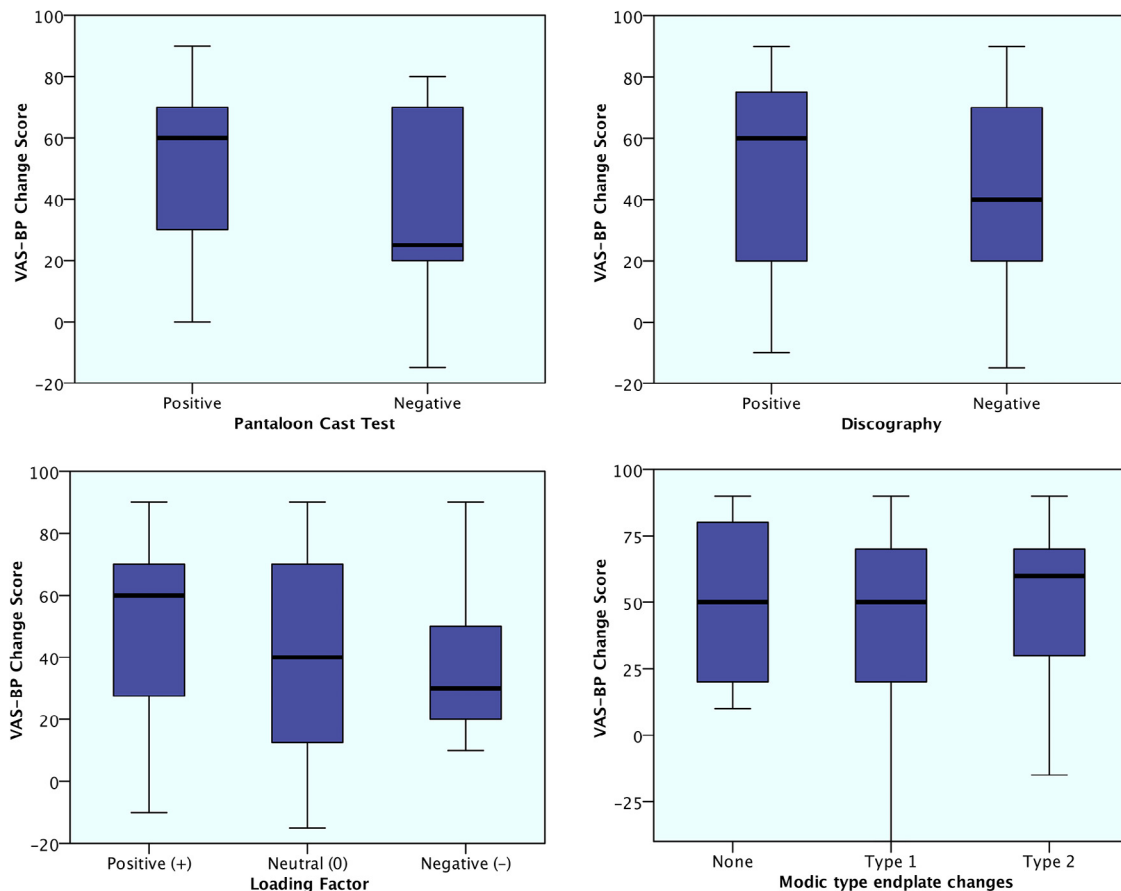 100
80
60
40
20
0
−20
VAS-BP Change Score
Positive Negative
Pantaloon Cast Test
100
80
60
40
20
0
−20
VAS-BP Change Score
Positive Negative
Discography
100
80
60
40
20
0
−20
VAS-BP Change Score
Positive (+) Neutral (0) Negative (−)
Loading Factor
100
75
50
25
0
−25
VAS-BP Change Score
None Type 1 Type 2
Modic type endplate changes